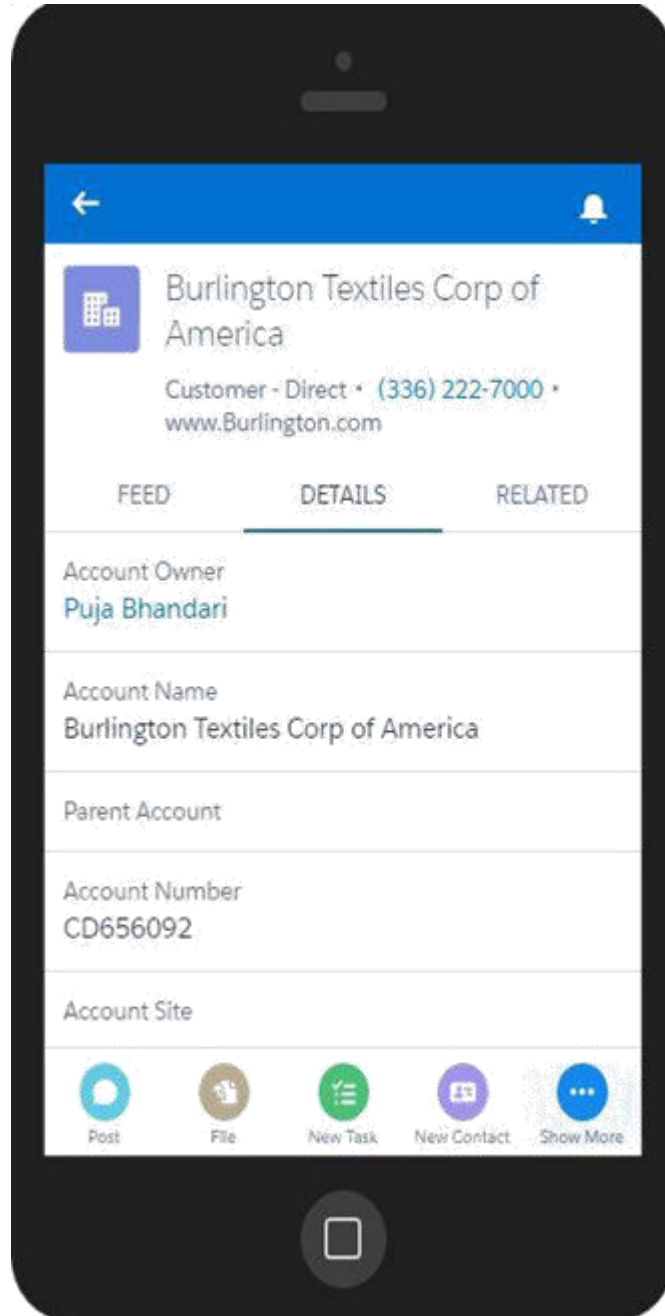 Burlington Textiles Corp of
America
Customer - Direct • (336) 222-7000 •
www.Burlington.com
FEED DETAILS RELATED
Account Owner
Puja Bhandari
Account Name
Burlington Textiles Corp of America
Parent Account
Account Number
CD656092
Account Site
Post File New Task New Contact Show More